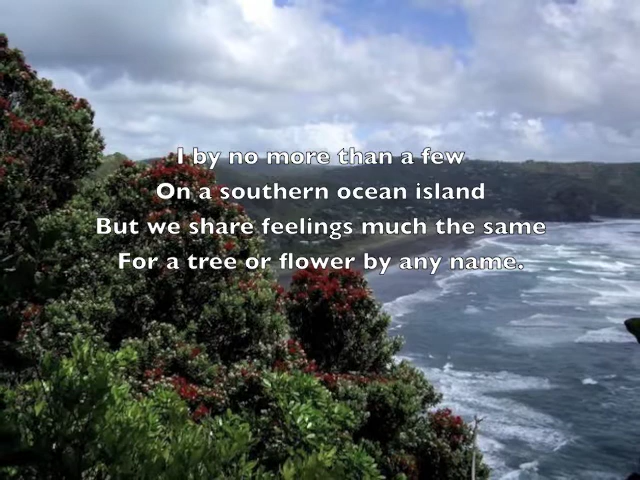 I by no more than a few
On a southern ocean island
But we share feelings much the same
For a tree or flower by any name.